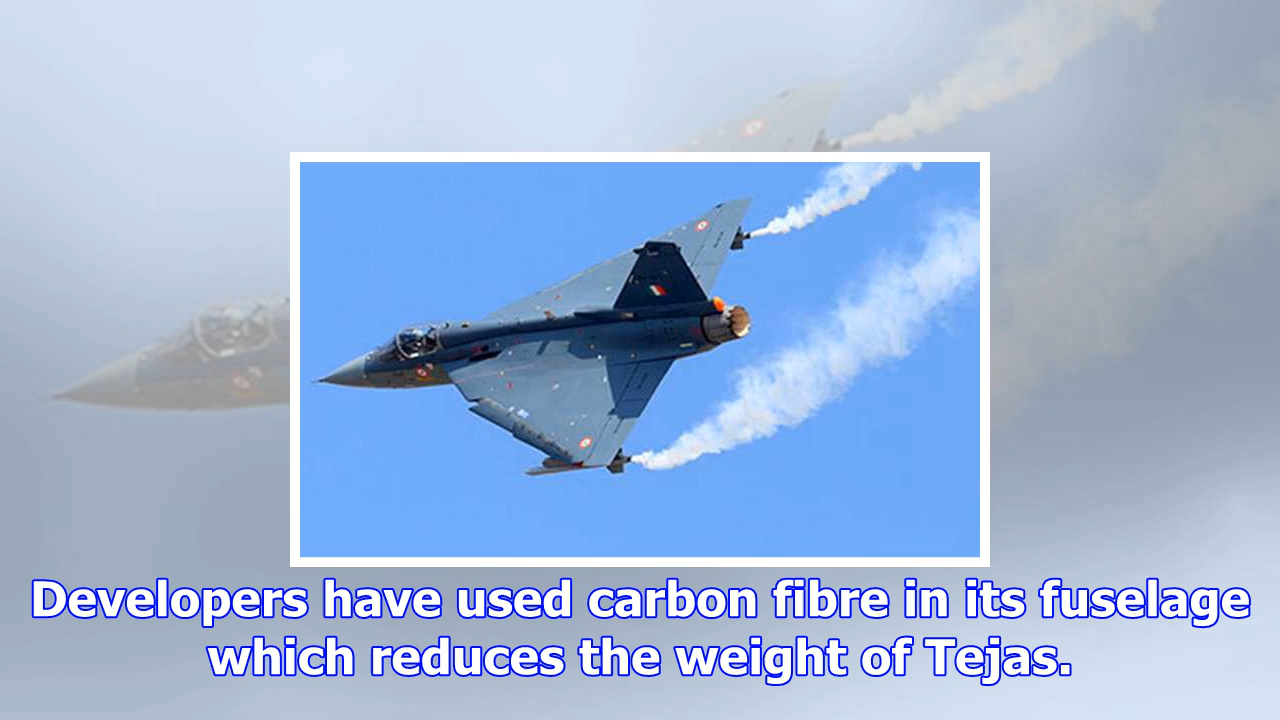 Developers have used carbon fibre in its fuselage
which reduces the weight of Tejas.